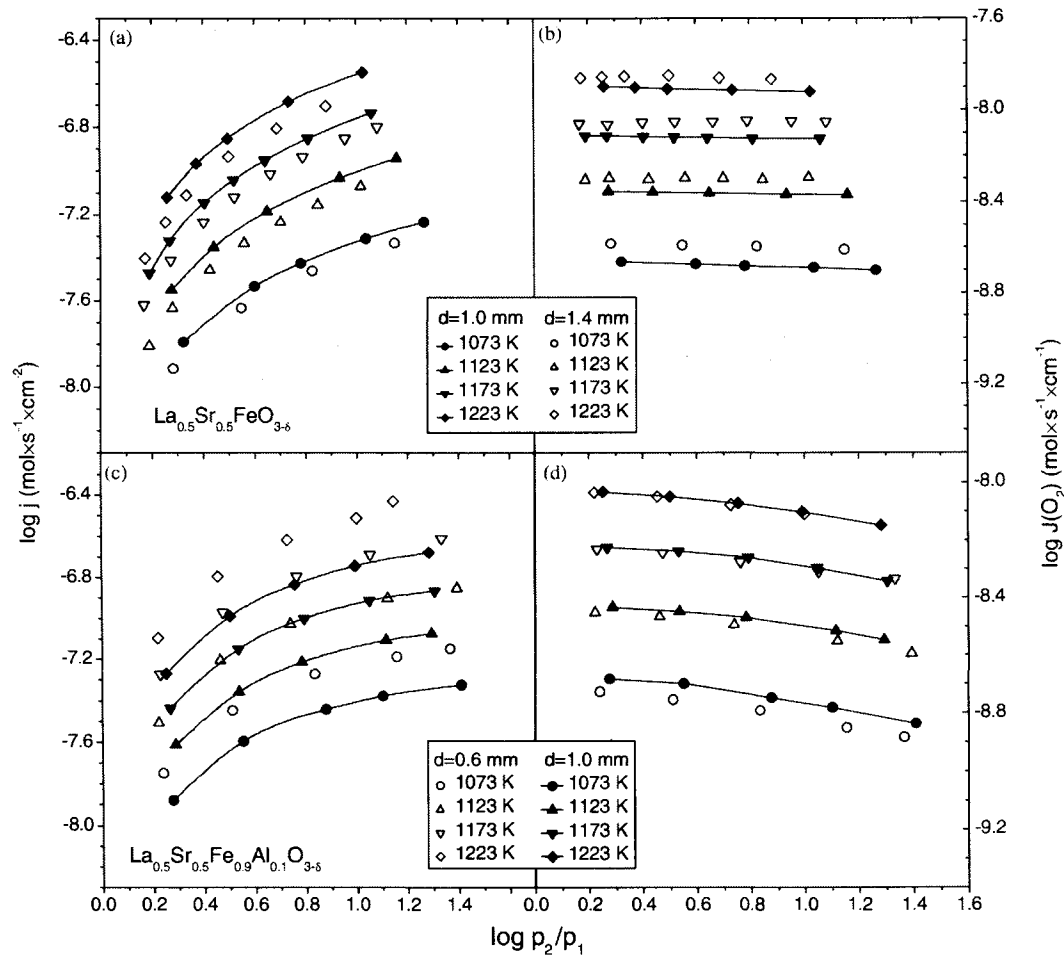 (a)
(b)
-6.4
-6.8
-7.2
-7.6
-8.0
-7.6
-8.0
-8.4
-8.8
-9.2
d=1.0 mm d=1.4 mm
1073 K 1073 K
1123 K 1123 K
1173 K 1173 K
1223 K 1223 K
La0.5Sr0.5FeO3-δ
log j (mol×s-1×cm-2)
log J(O2) (mol×s-1×cm-1)
(c)
(d)
-6.4
-6.8
-7.2
-7.6
-8.0
-8.0
-8.4
-8.8
-9.2
d=0.6 mm d=1.0 mm
1073 K 1073 K
1123 K 1123 K
1173 K 1173 K
1223 K 1223 K
La0.5Sr0.5Fe0.9Al0.1O3-δ
0.0 0.2 0.4 0.6 0.8 1.0 1.2 1.4 0.0 0.2 0.4 0.6 0.8 1.0 1.2 1.4 1.6
log p2/p1